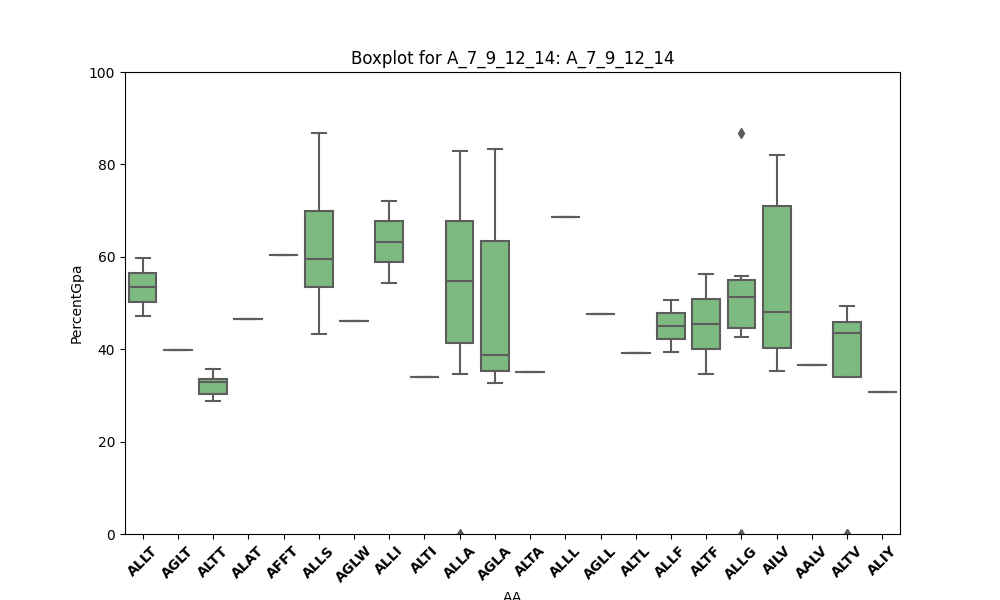 Boxplot for A_7_9_12_14: A_7_9_12_14
PercentGpa
100
80
60
40
20
0
ALLT AGLT ALTT ALAT AFFT ALLS AGLW ALLI ALTI ALLA AGLA ALTA ALLL AGLL ALTL ALLF ALTF ALLG AILV AALV ALTV ALIY
AA